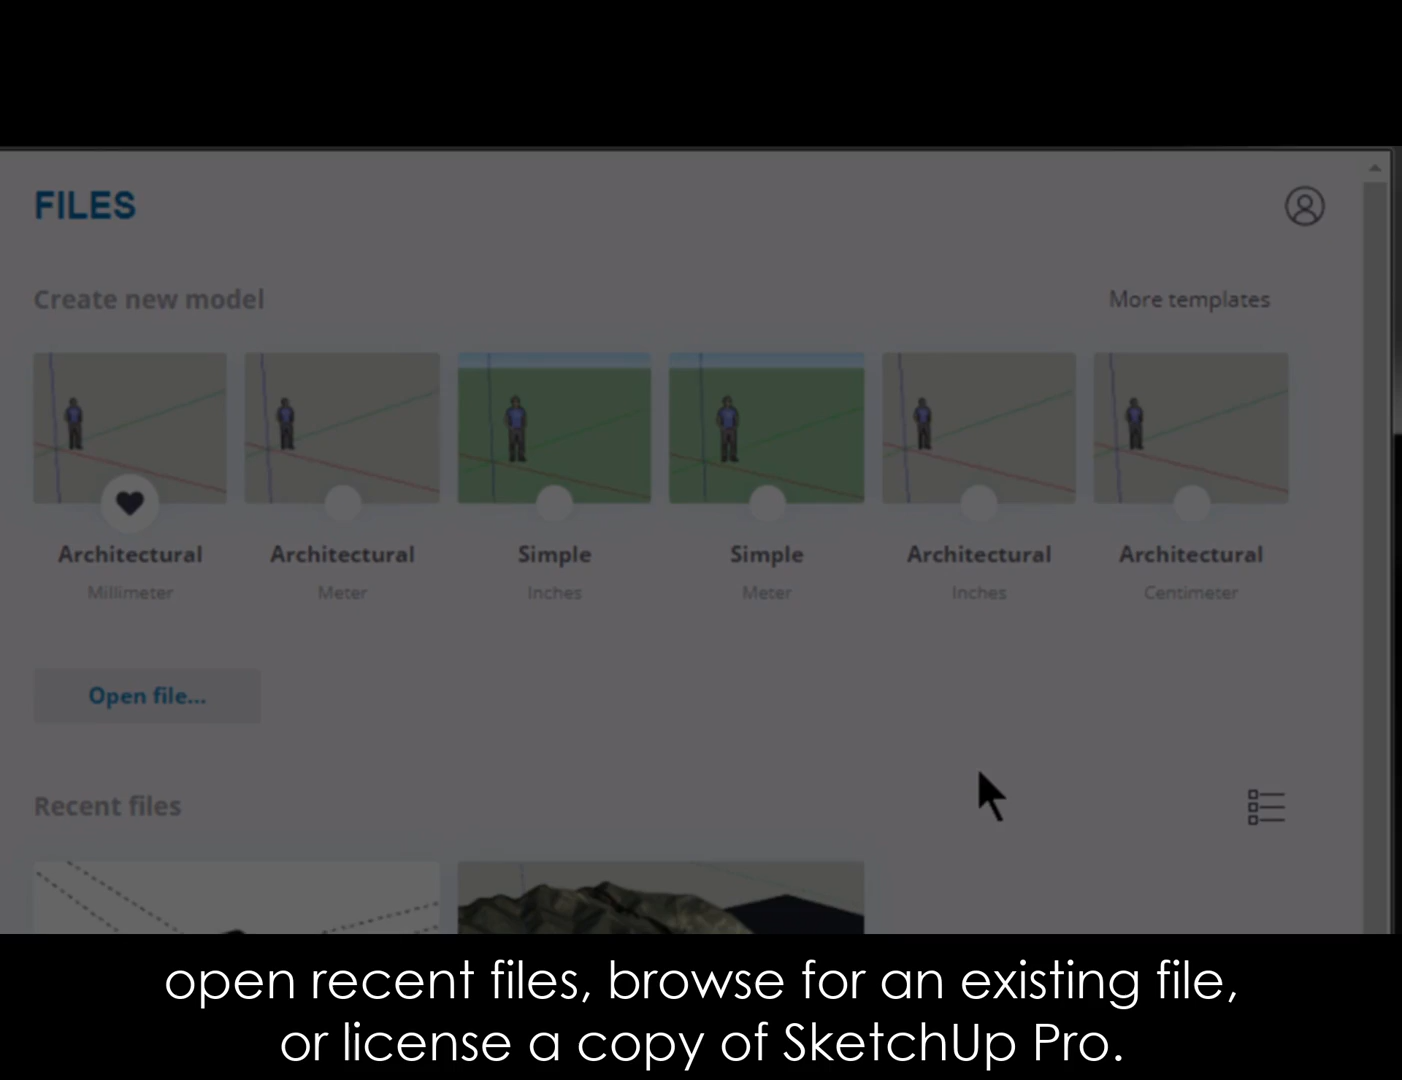 FILES
Create new model
More templates
Architectural
Architectural
Simple
Simple
Architectural
Architectural
Millimeter
Meter
Inches
Meter
Inches
Centimeter
Open file...
Recent files
open recent files, browse for an existing file,
or license a copy of SketchUp Pro.